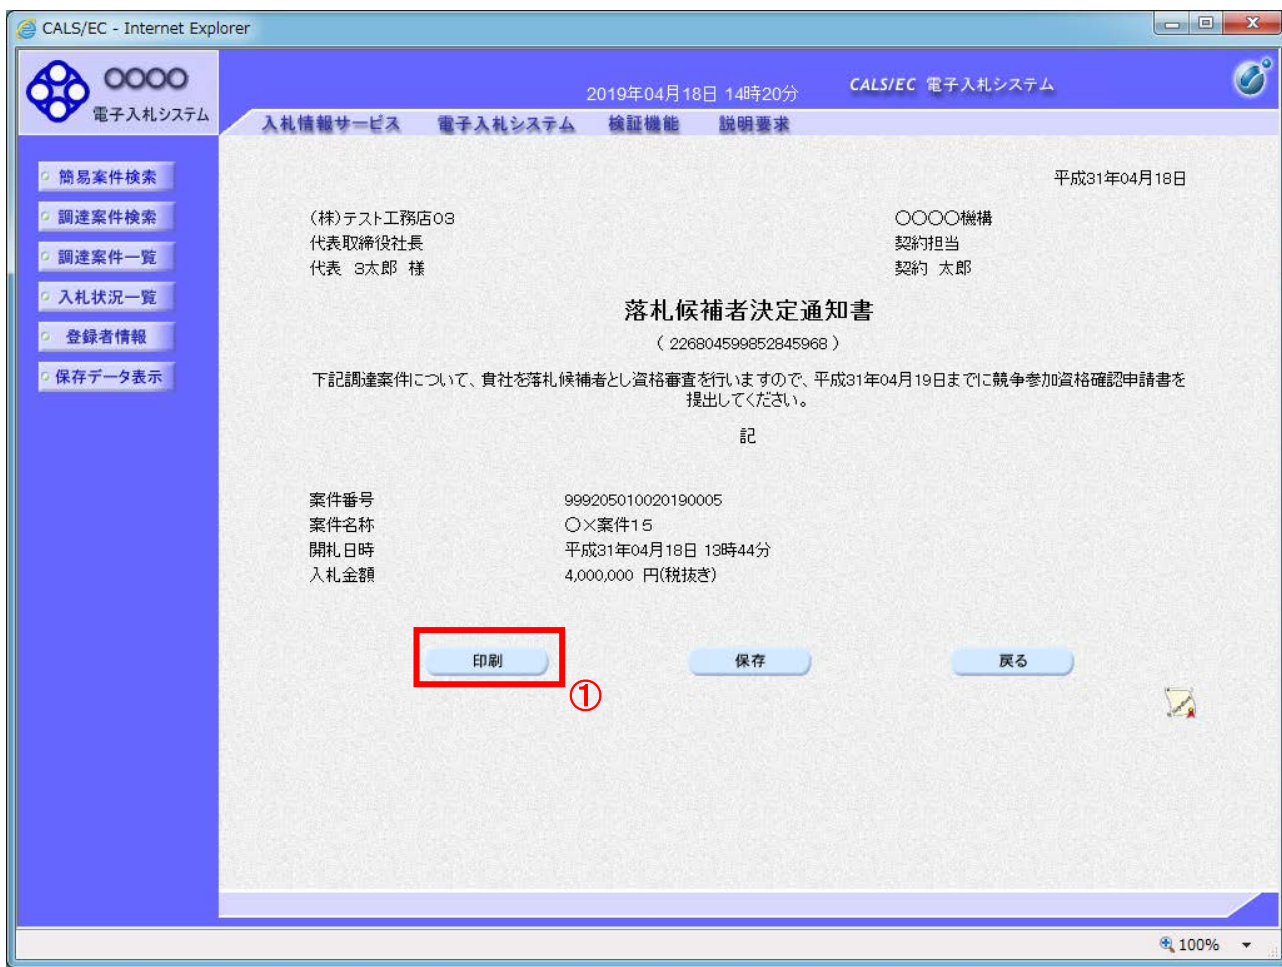 CALS/EC - Internet Explorer
〇〇〇〇
電子入札システム
2019年04月18日 14時20分
CALS/EC 電子入札システム
入札情報サービス 電子入札システム 検証機能 説明要求
簡易案件検索
調達案件検索
調達案件一覧
入札状況一覧
登録者情報
保存データ表示
平成31年04月18日
(株)テスト工務店03
代表取締役社長
代表 3太郎 様
〇〇〇〇機構
契約担当
契約 太郎
落札候補者決定通知書
( 226804599852845968 )
下記調達案件について、貴社を落札候補者とし資格審査を行いますので、平成31年04月19日までに競争参加資格確認申請書を
提出してください。
記
案件番号 999205010020190005
案件名称 〇×案件15
開札日時 平成31年04月18日 13時44分
入札金額 4,000,000 円(税抜き)
印刷 保存 戻る
①
100%